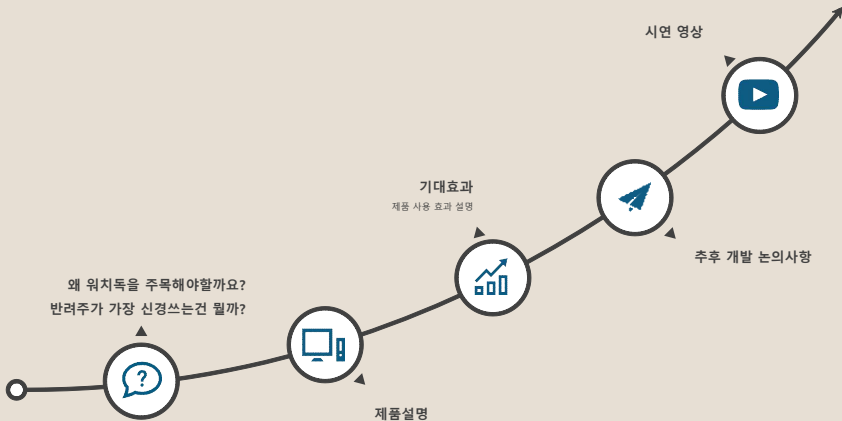 왜 워치독을 주목해야할까요?
반려주가 가장 신경쓰는건 뭘까?
제품설명
기대효과
제품 사용 효과 설명
추후 개발 논의사항
시연 영상